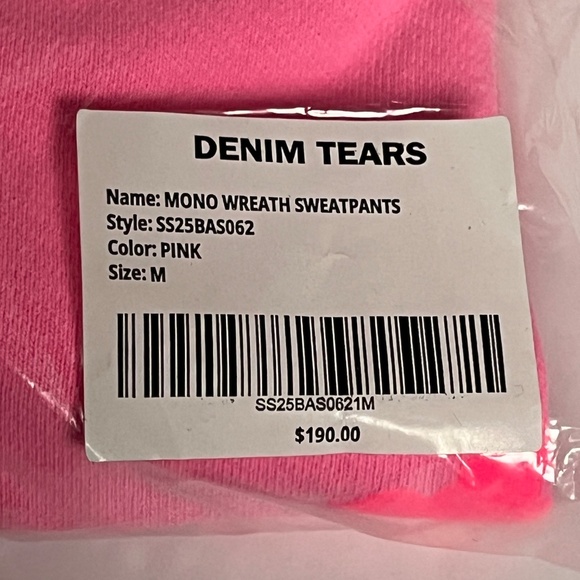 DENIM TEARS
Name: MONO WREATH SWEATPANTS
Style: SS25BAS062
Color: PINK
Size: M
SS25BAS0621M
$190.00